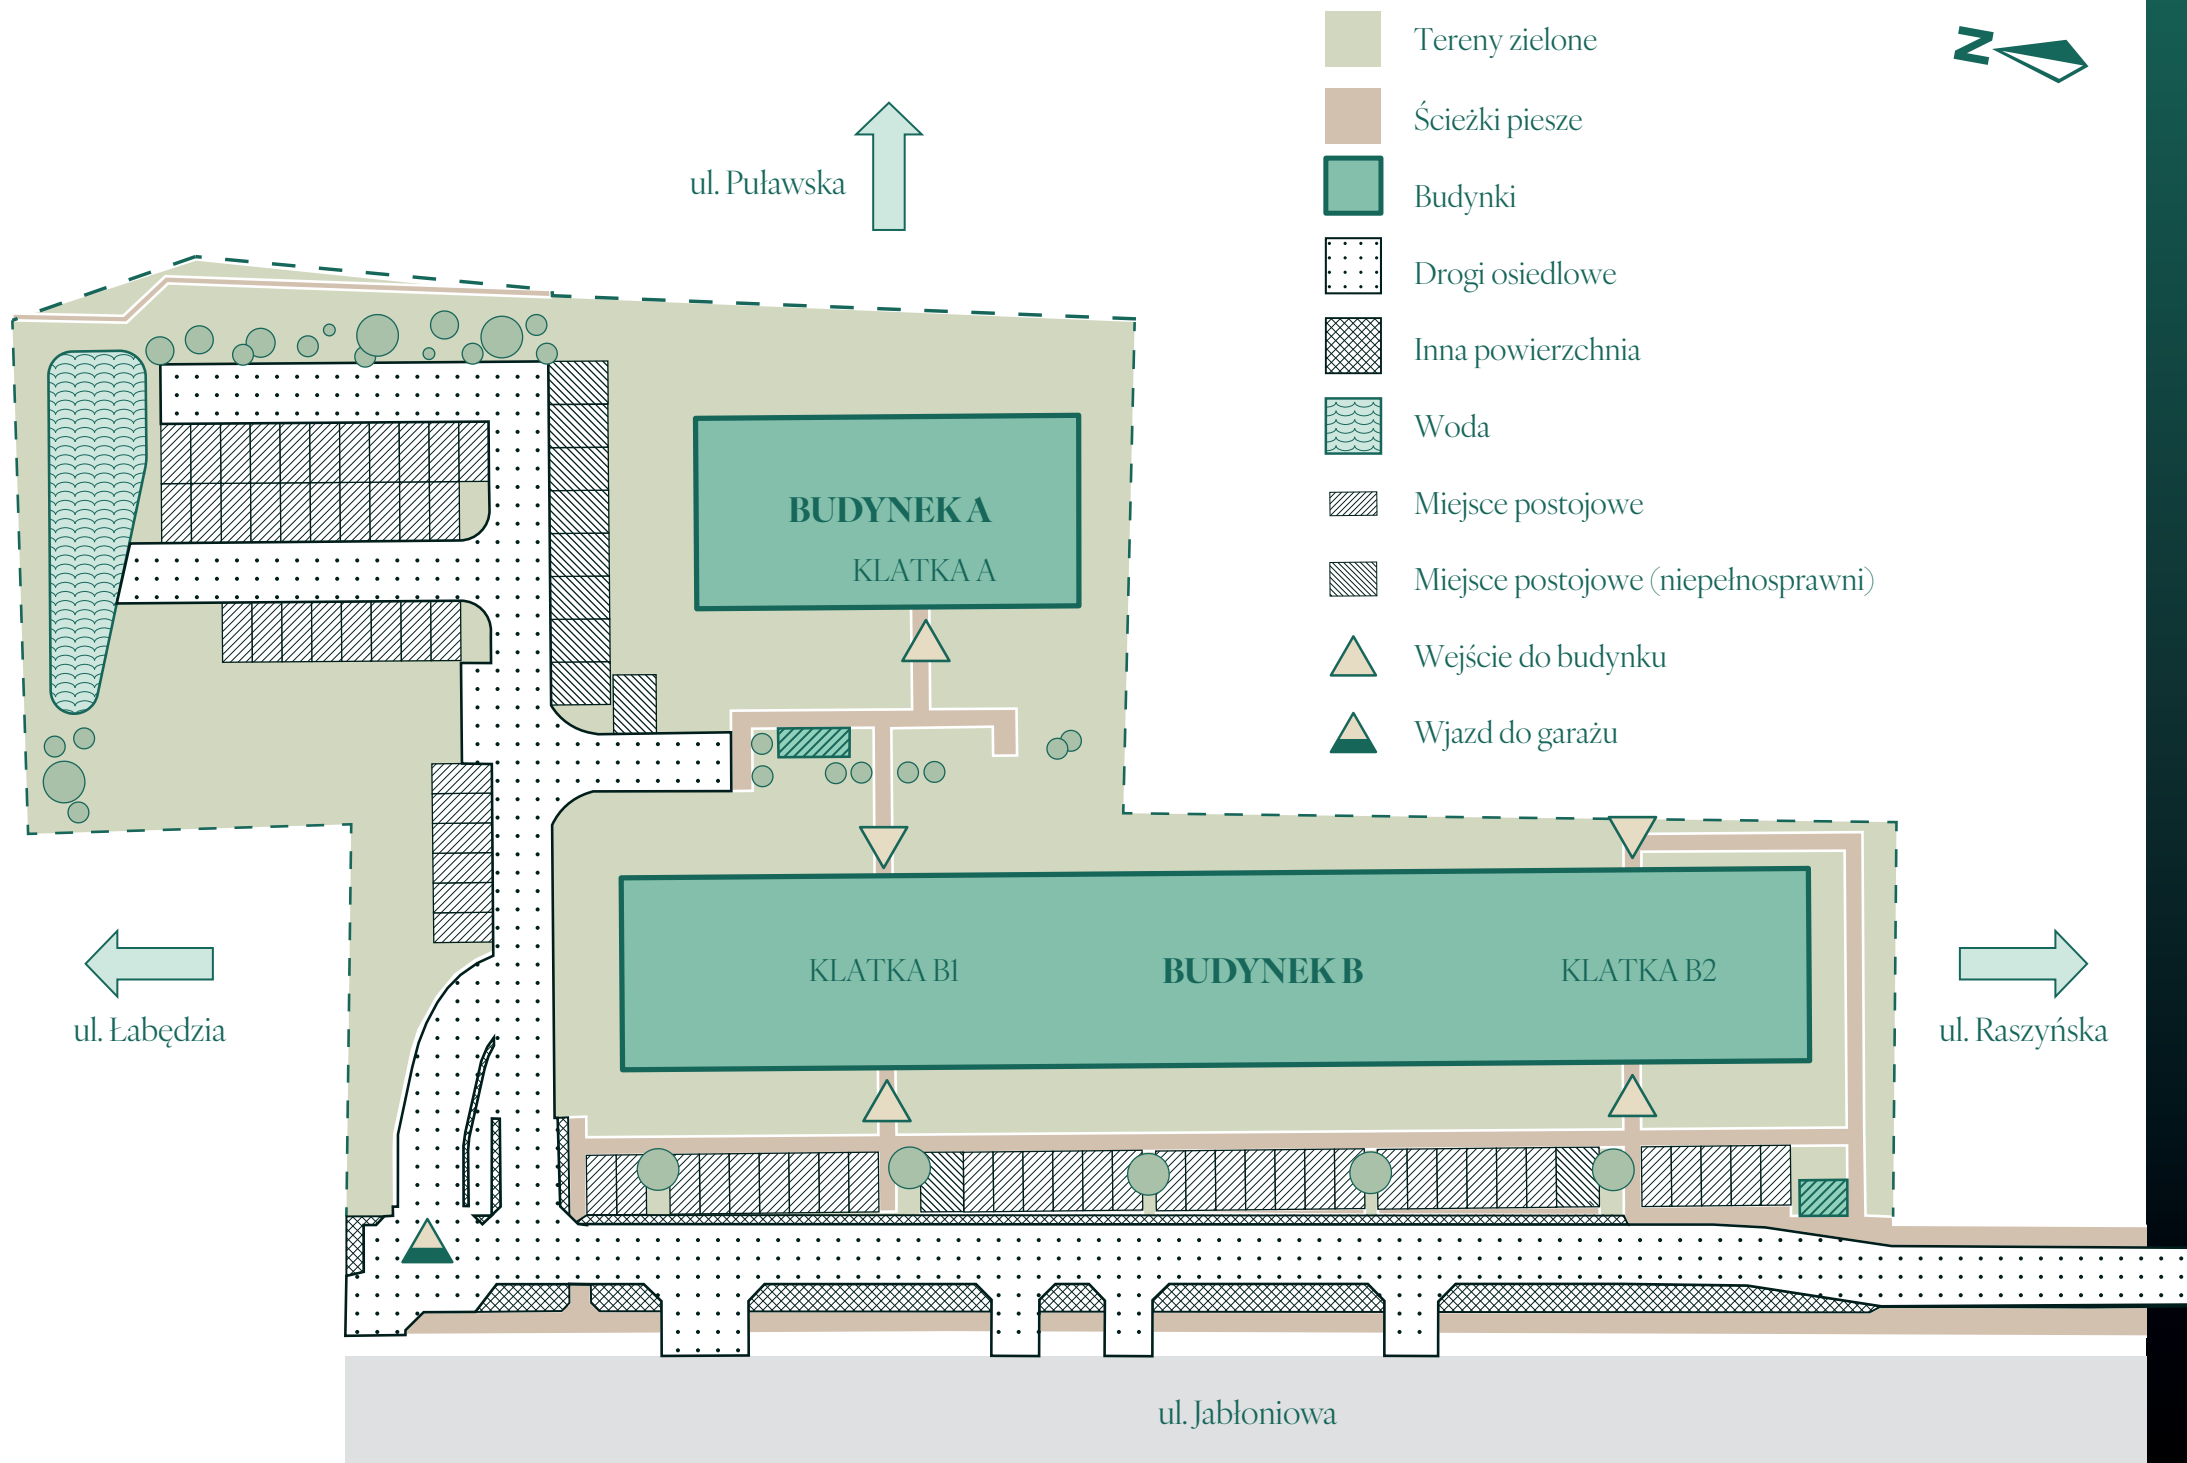 Tereny zielone
N
Ścieżki piesze
ul. Puławska
Budynki
Drogi osiedlowe
Inna powierzchnia
Woda
Miejsce postojowe
Miejsce postojowe (niepełnosprawni)
Wejście do budynku
Wjazd do garażu
BUDYNEK A
KLATKA A
KLATKA B1
BUDYNEK B
KLATKA B2
ul. Łabędzia
ul. Raszyńska
ul. Jabłoniowa